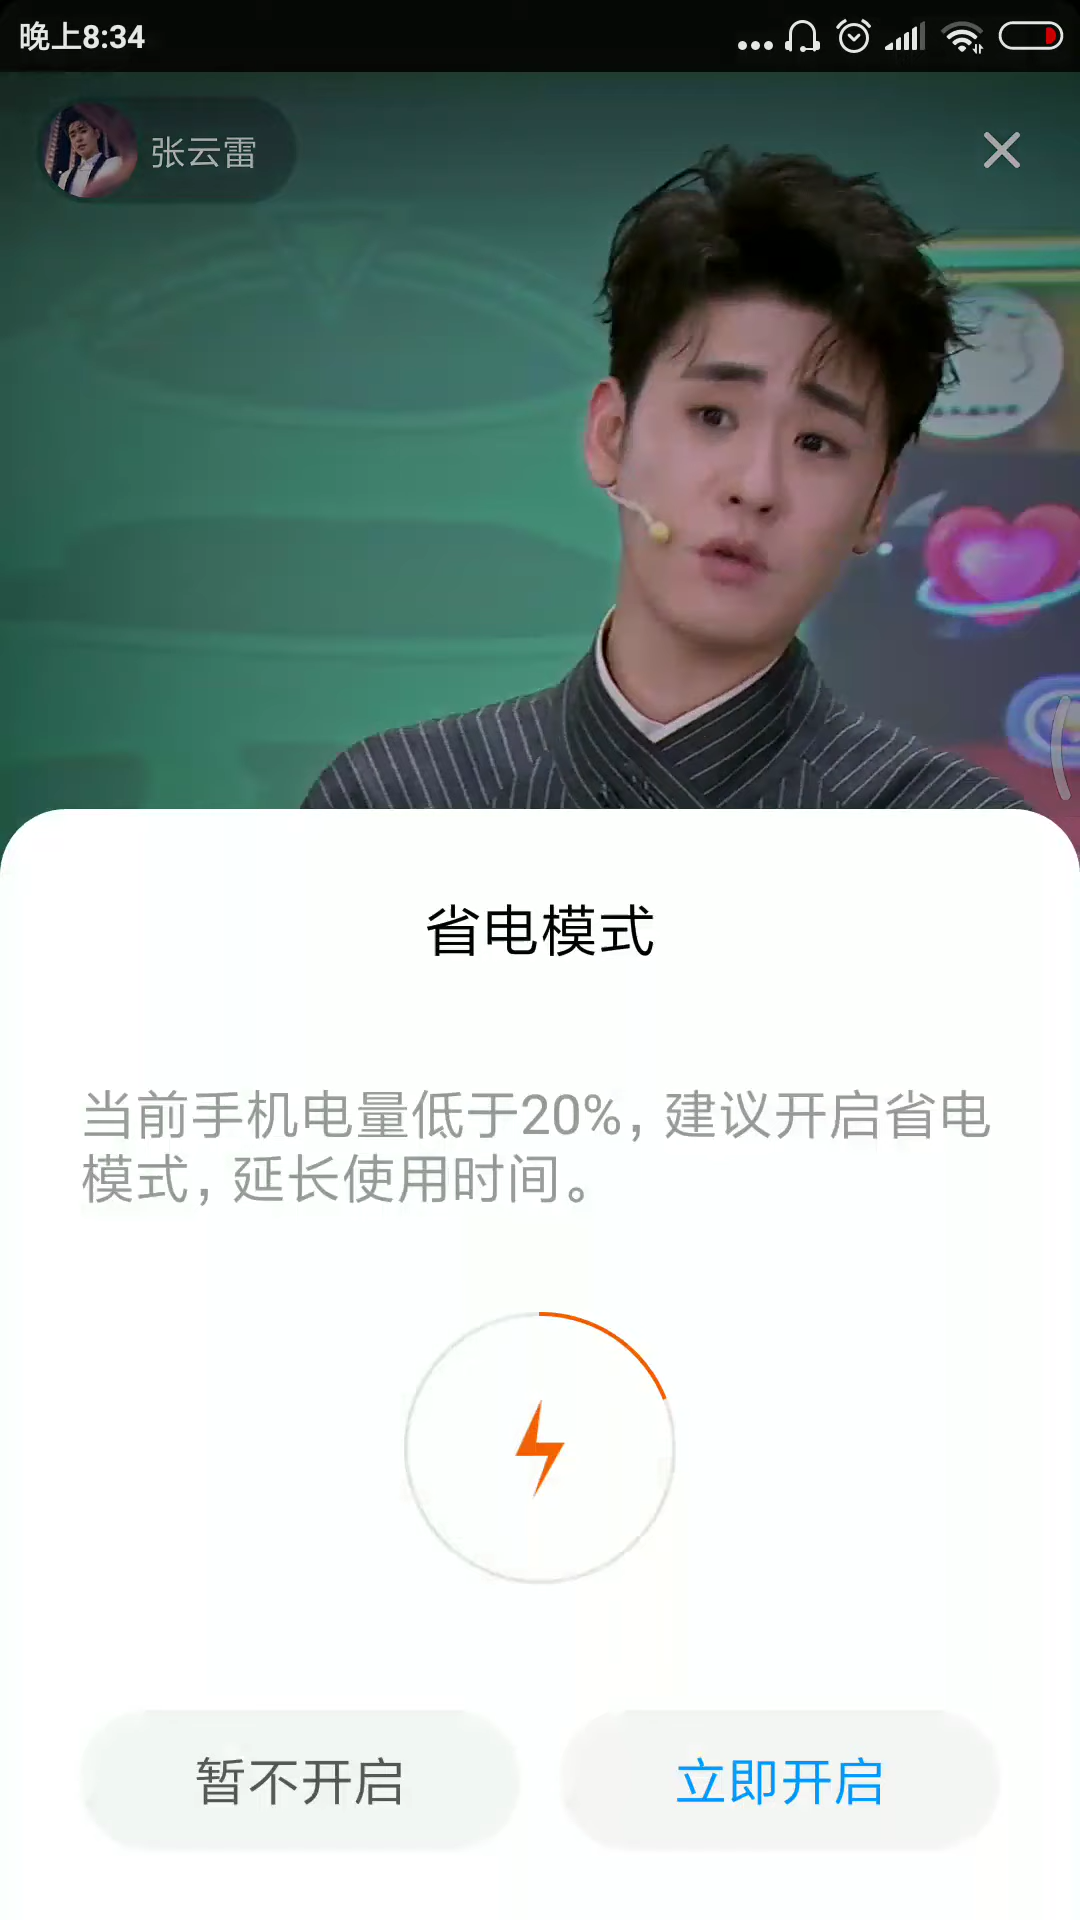 晚上8:34
张云雷
省电模式
当前手机电量低于20%，建议开启省电
模式，延长使用时间。
暂不开启
立即开启